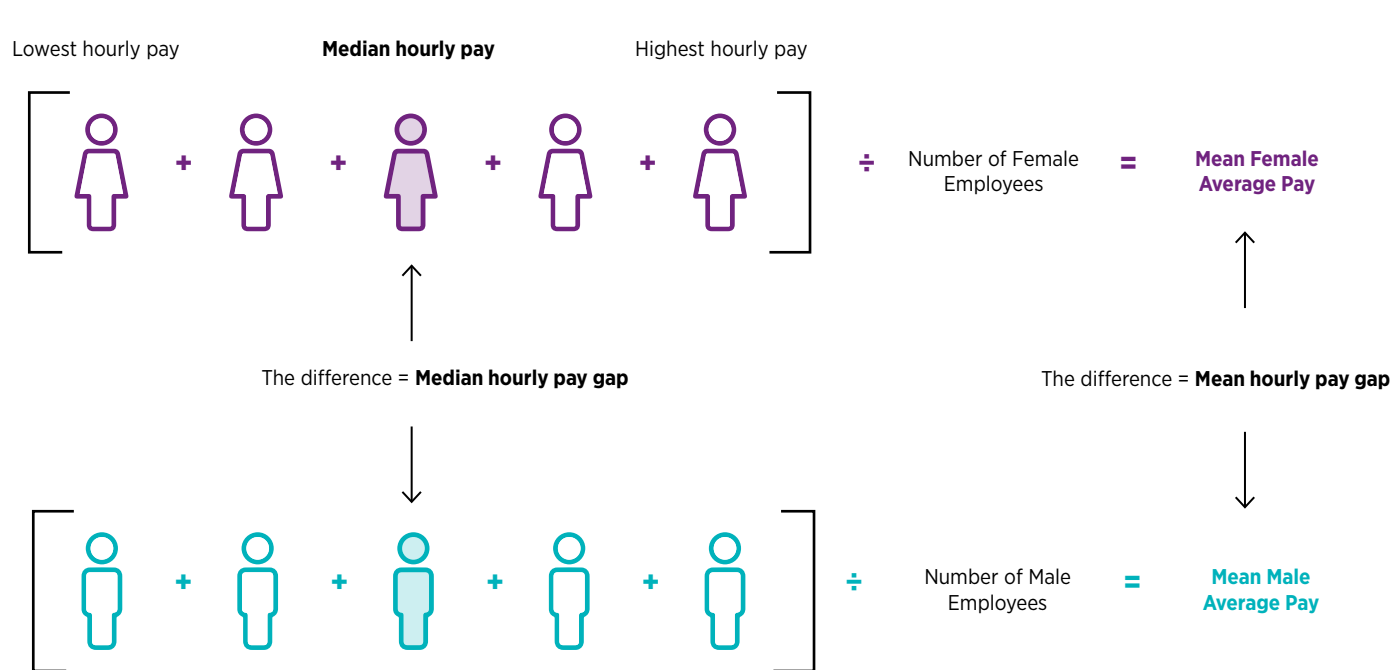 Lowest hourly pay
Median hourly pay
Highest hourly pay
+ + + + ÷ Number of Female Employees = Mean Female Average Pay
The difference = Median hourly pay gap
The difference = Mean hourly pay gap
+ + + + ÷ Number of Male Employees = Mean Male Average Pay